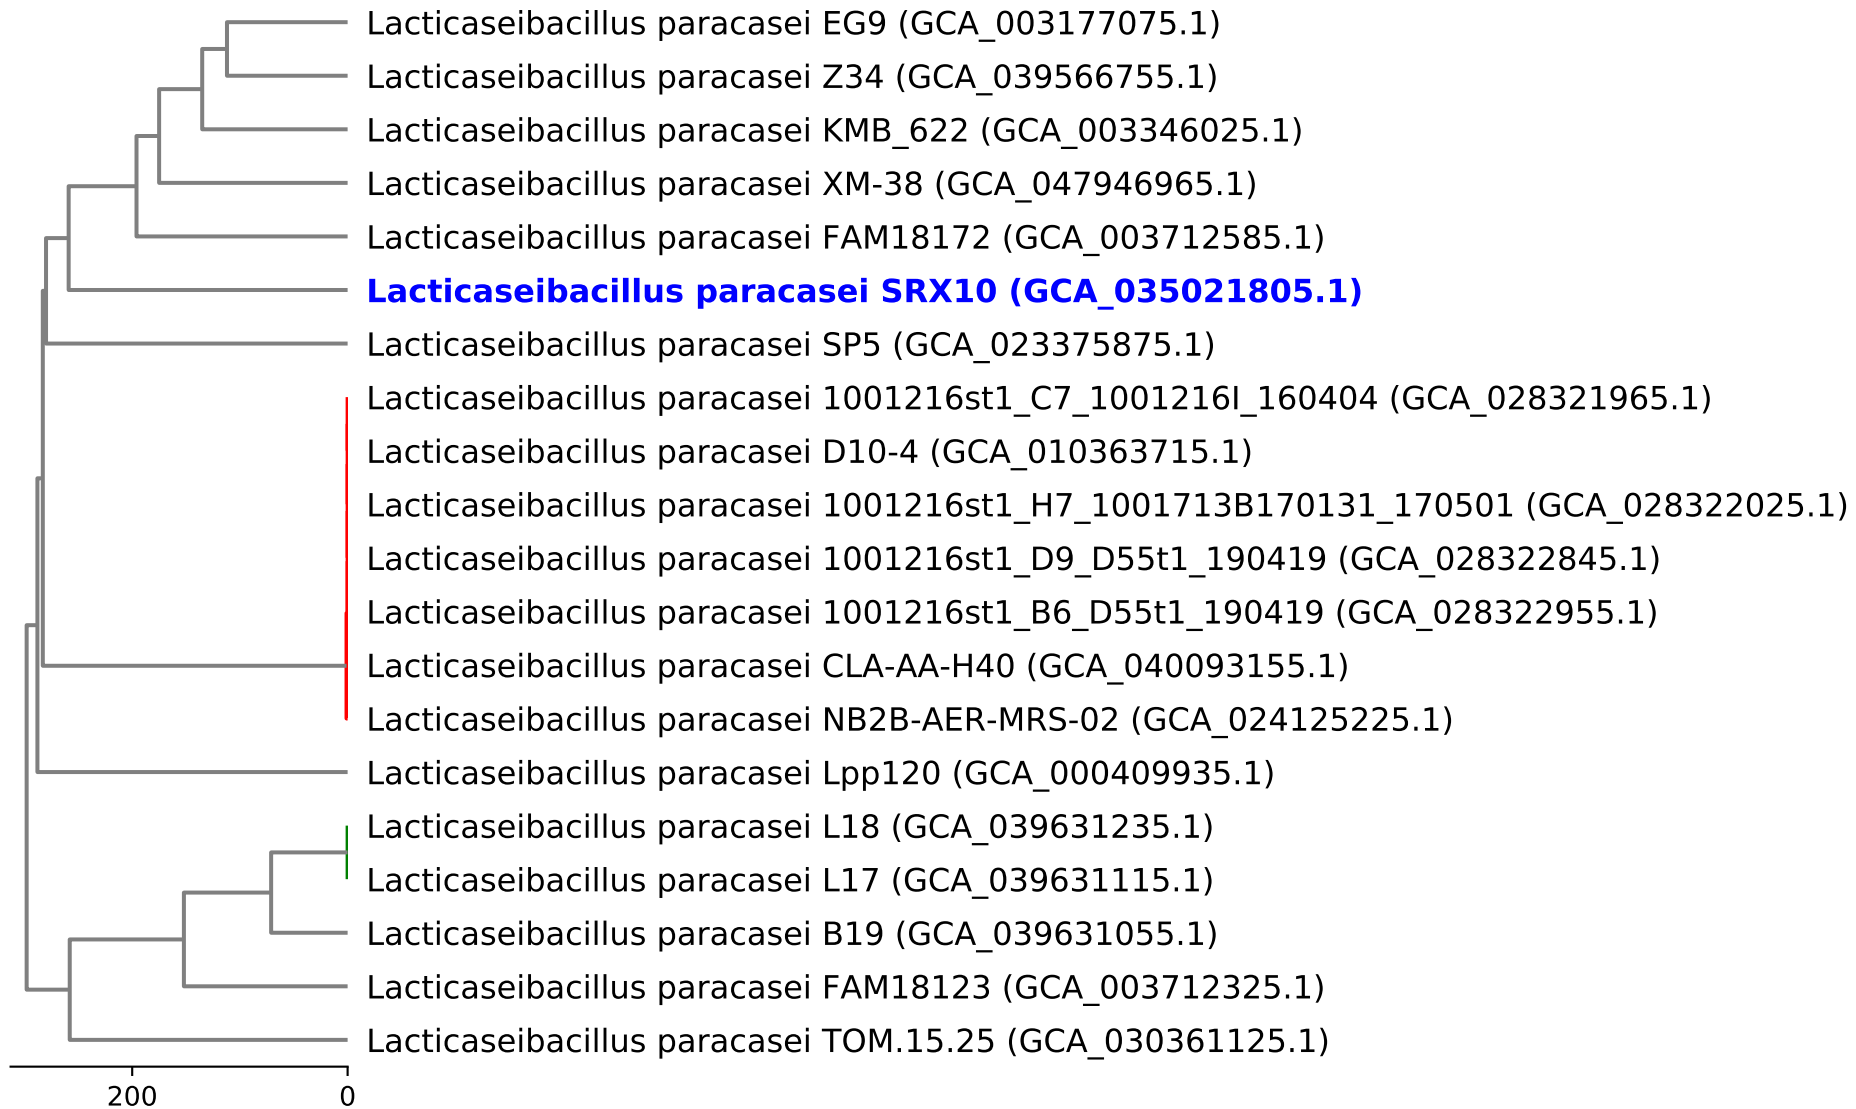 Lacticaseibacillus paracasei EG9 (GCA_003177075.1)
Lacticaseibacillus paracasei Z34 (GCA_039566755.1)
Lacticaseibacillus paracasei KMB_622 (GCA_003346025.1)
Lacticaseibacillus paracasei XM-38 (GCA_047946965.1)
Lacticaseibacillus paracasei FAM18172 (GCA_003712585.1)
Lacticaseibacillus paracasei SRX10 (GCA_035021805.1)
Lacticaseibacillus paracasei SP5 (GCA_023375875.1)
Lacticaseibacillus paracasei 1001216st1_C7_1001216I_160404 (GCA_028321965.1)
Lacticaseibacillus paracasei D10-4 (GCA_010363715.1)
Lacticaseibacillus paracasei 1001216st1_H7_1001713B170131_170501 (GCA_028322025.1)
Lacticaseibacillus paracasei 1001216st1_D9_D55t1_190419 (GCA_028322845.1)
Lacticaseibacillus paracasei 1001216st1_B6_D55t1_190419 (GCA_028322955.1)
Lacticaseibacillus paracasei CLA-AA-H40 (GCA_040093155.1)
Lacticaseibacillus paracasei NB2B-AER-MRS-02 (GCA_024125225.1)
Lacticaseibacillus paracasei Lpp120 (GCA_000409935.1)
Lacticaseibacillus paracasei L18 (GCA_039631235.1)
Lacticaseibacillus paracasei L17 (GCA_039631115.1)
Lacticaseibacillus paracasei B19 (GCA_039631055.1)
Lacticaseibacillus paracasei FAM18123 (GCA_003712325.1)
Lacticaseibacillus paracasei TOM.15.25 (GCA_030361125.1)
200 0